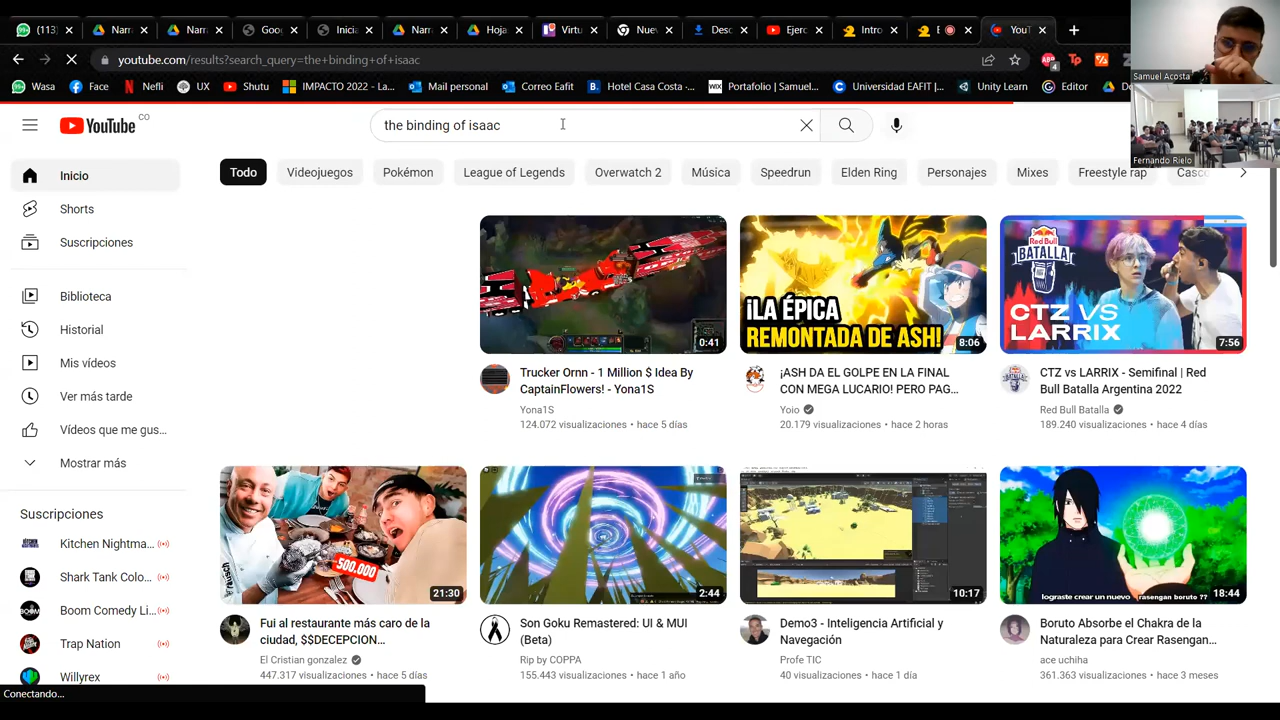 (113)
Narra
Narra
Goog
Inicia
Narra
Hoja
Virtu
Nuev
Desc
Ejerc
Intro
E
YouT
youtube.com/results?search_query=the+binding+of+isaac
4
Wasa
Face
Nefli
UX
Shutu
IMPACTO 2022 - La...
Mail personal
Correo Eafit
Hotel Casa Costa -...
WIX
Portafolio | Samuel...
Universidad EAFIT |...
Unity Learn
Editor
Samuel Acosta
Fernando Rielo
YouTube
CO
the binding of isaac
Todo
Videojuegos
Pokémon
League of Legends
Overwatch 2
Música
Speedrun
Elden Ring
Personajes
Mixes
Freestyle rap
Casco
Inicio
Shorts
Suscripciones
Biblioteca
Historial
Mis vídeos
Ver más tarde
Vídeos que me gus...
Mostrar más
Suscripciones
Kitchen Nightma...
Shark Tank Colo...
Boom Comedy Li...
Trap Nation
Willyrex
0:41
Trucker Ornn - 1 Million $ Idea By
CaptainFlowers! - Yona1S
Yona1S
124.072 visualizaciones • hace 5 días
¡LA ÉPICA
REMONTADA DE ASH!
8:06
¡ASH DA EL GOLPE EN LA FINAL
CON MEGA LUCARIO! PERO PAG...
Yoio
20.179 visualizaciones • hace 2 horas
Red Bull
BATALLA
CTZ VS
LARRIX
7:56
CTZ vs LARRIX - Semifinal | Red
Bull Batalla Argentina 2022
Red Bull Batalla
189.240 visualizaciones • hace 4 días
-500,000
21:30
Fui al restaurante más caro de la
ciudad, $$DECEPCION...
El Cristian gonzalez
447.317 visualizaciones • hace 5 días
2:44
Son Goku Remastered: UI & MUI
(Beta)
Rip by COPPA
155.443 visualizaciones • hace 1 año
10:17
Demo3 - Inteligencia Artificial y
Navegación
Profe TIC
40 visualizaciones • hace 1 día
lograste crear un nuevo rasengan boruto ??
18:44
Boruto Absorbe el Chakra de la
Naturaleza para Crear Rasengan...
ace uchiha
361.363 visualizaciones • hace 3 meses
Conectando...